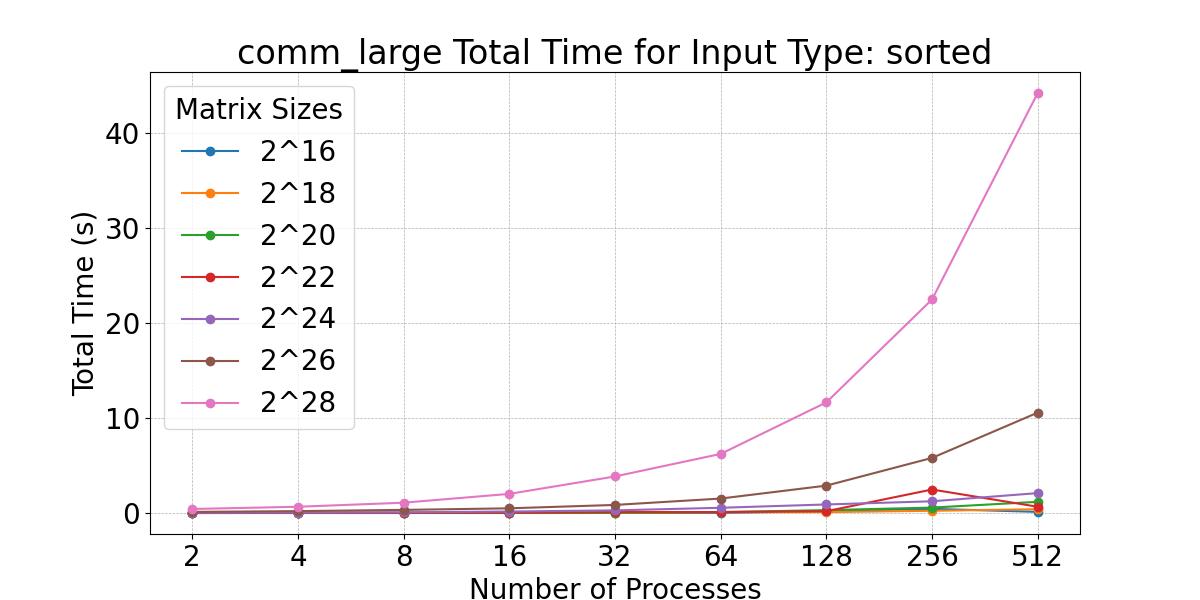 comm_large Total Time for Input Type: sorted
Matrix Sizes
2^16
2^18
2^20
2^22
2^24
2^26
2^28
Total Time (s)
40
30
20
10
0
2 4 8 16 32 64 128 256 512
Number of Processes